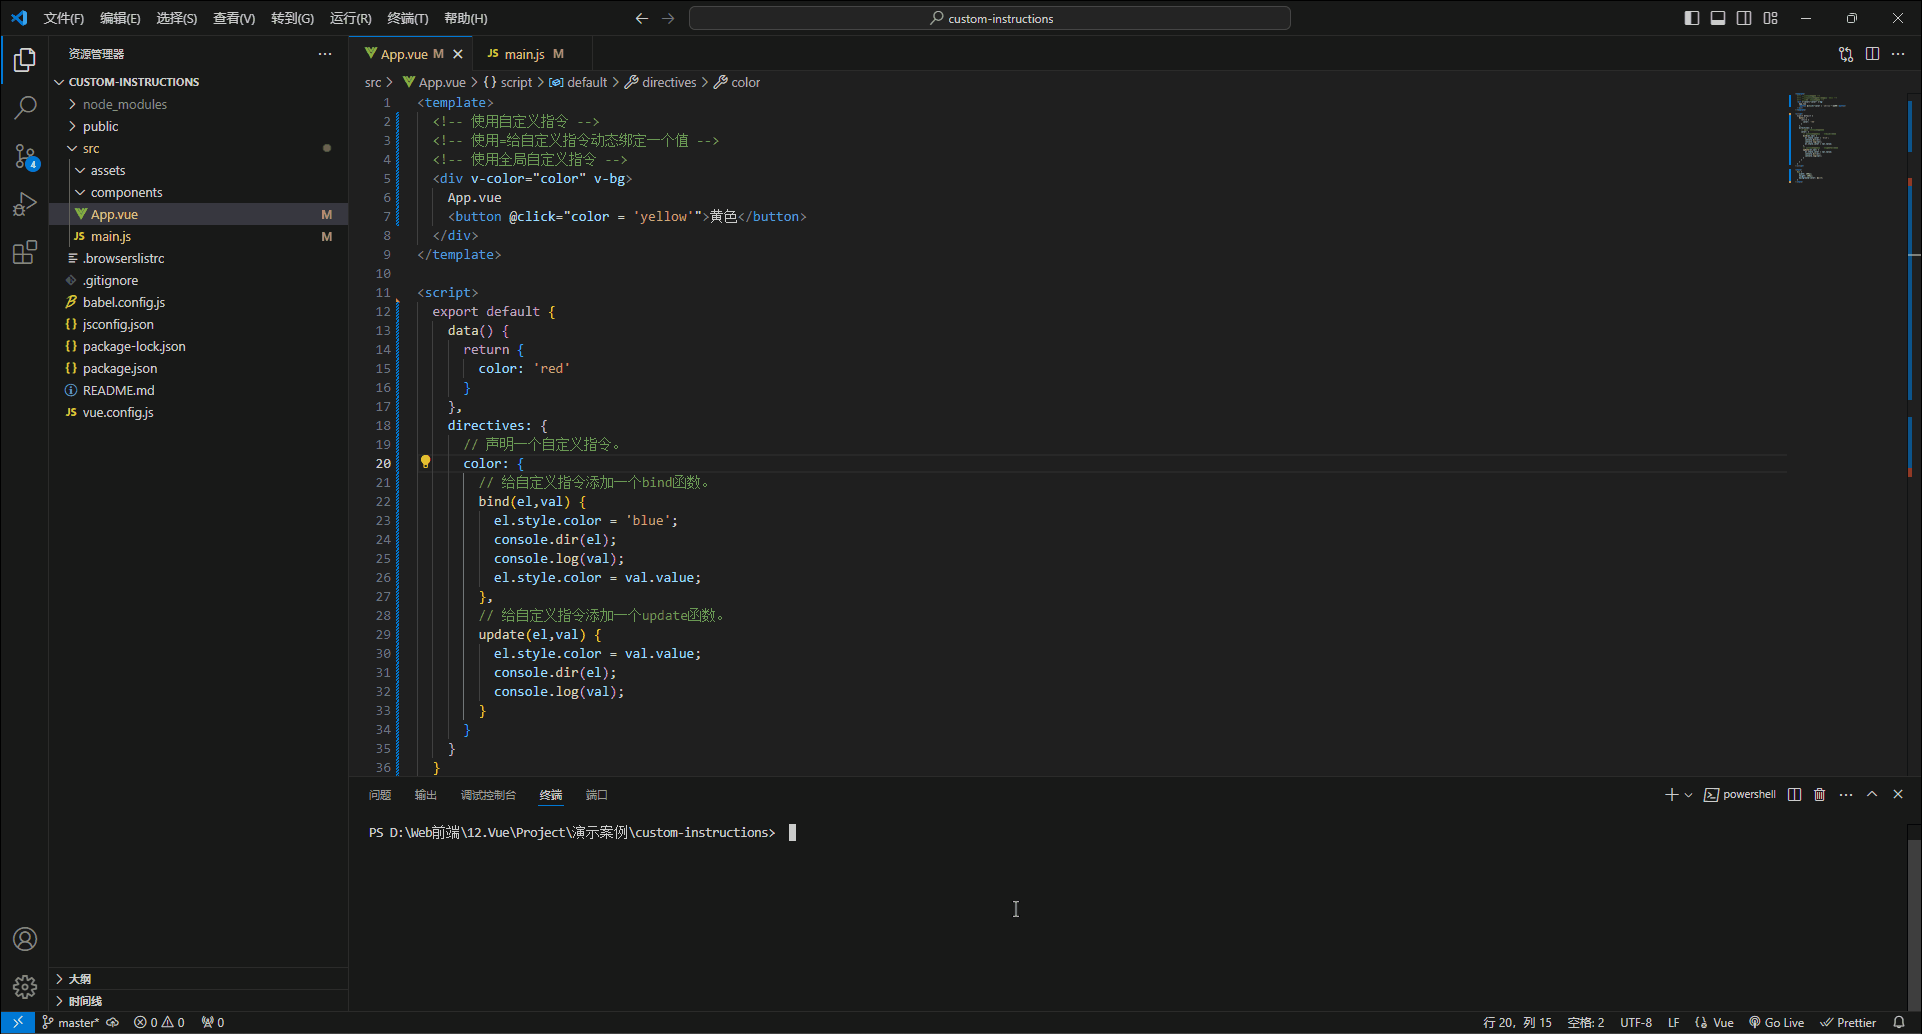 文件(F) 编辑(E) 选择(S) 查看(V) 转到(G) 运行(R) 终端(T) 帮助(H)
custom-instructions
资源管理器
CUSTOM-INSTRUCTIONS
node_modules
public
src
assets
components
App.vue M
main.js M
.browserslistrc
.gitignore
babel.config.js
jsconfig.json
package-lock.json
package.json
README.md
vue.config.js
大纲
时间线
4
App.vue M
JS main.js M
src > App.vue > {} script > default > directives > color
1 <template>
2 <!-- 使用自定义指令 -->
3 <!-- 使用=给自定义指令动态绑定一个值 -->
4 <!-- 使用全局自定义指令 -->
5 <div v-color="color" v-bg>
6 App.vue
7 <button @click="color = 'yellow'">黄色</button>
8 </div>
9 </template>
10
11 <script>
12 export default {
13 data() {
14 return {
15 color: 'red'
16 }
17 },
18 directives: {
19 // 声明一个自定义指令。
20 color: {
21 // 给自定义指令添加一个bind函数。
22 bind(el,val) {
23 el.style.color = 'blue';
24 console.dir(el);
25 console.log(val);
26 el.style.color = val.value;
27 },
28 // 给自定义指令添加一个update函数。
29 update(el,val) {
30 el.style.color = val.value;
31 console.dir(el);
32 console.log(val);
33 }
34 }
35 }
36 }
问题 输出 调试控制台 终端 端口
powershell
PS D:\Web前端\12.Vue\Project\演示案例\custom-instructions>
master* 0 0 0
行 20，列 15 空格: 2 UTF-8 LF Vue Go Live Prettier